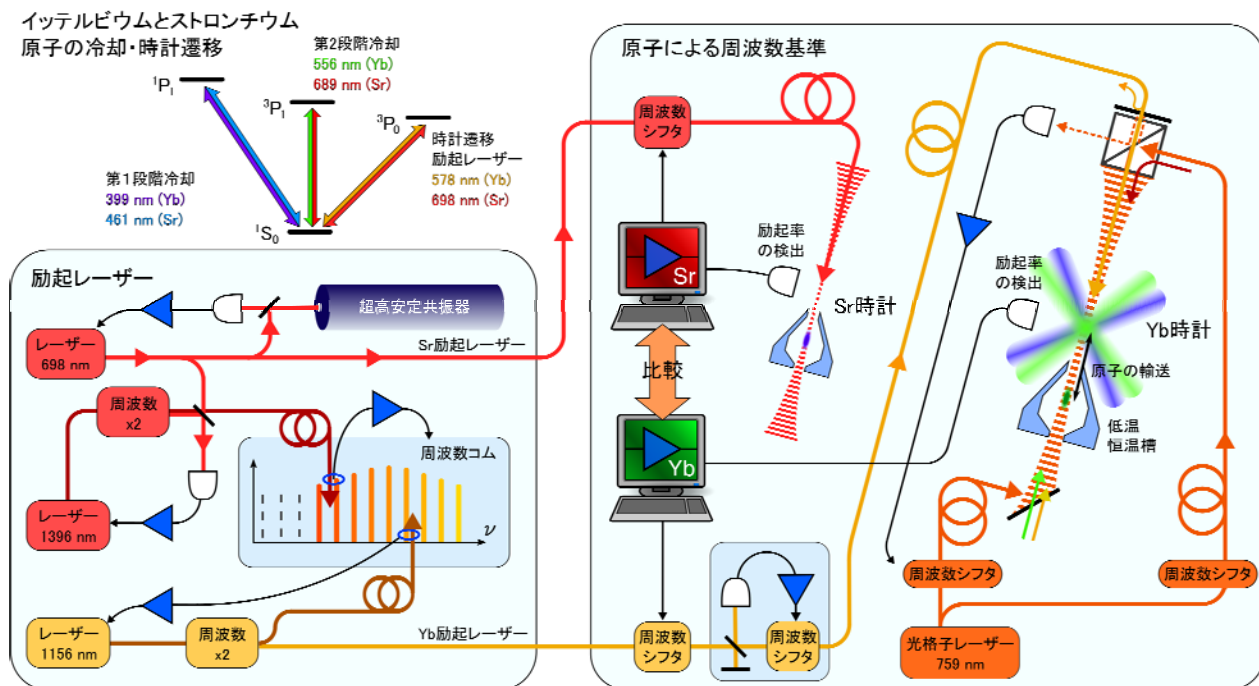 イッテルビウムとストロンチウム
原子の冷却・時計遷移
¹P₁
³P₁
³P₀
¹S₀
第2段階冷却
556 nm (Yb)
689 nm (Sr)
時計遷移
励起レーザー
578 nm (Yb)
698 nm (Sr)
第1段階冷却
399 nm (Yb)
461 nm (Sr)
励起レーザー
超高安定共振器
レーザー
698 nm
Sr励起レーザー
周波数
x2
周波数コム
ν
レーザー
1396 nm
レーザー
1156 nm
周波数
x2
Yb励起レーザー
原子による周波数基準
周波数
シフタ
励起率
の検出
Sr
Sr時計
比較
Yb
励起率
の検出
Yb時計
原子の輸送
低温
恒温槽
周波数
シフタ
周波数
シフタ
周波数シフタ
周波数シフタ
光格子レーザー
759 nm